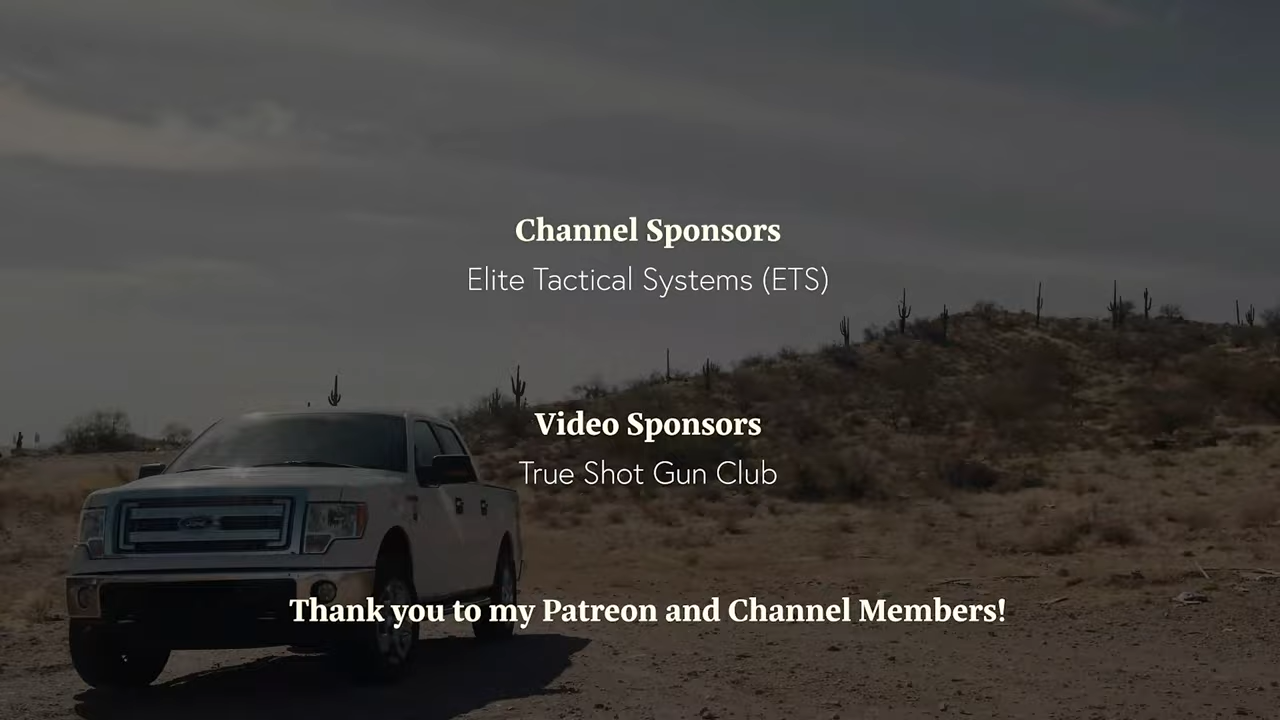 Channel Sponsors
Elite Tactical Systems (ETS)
Video Sponsors
True Shot Gun Club
Thank you to my Patreon and Channel Members!
Ford